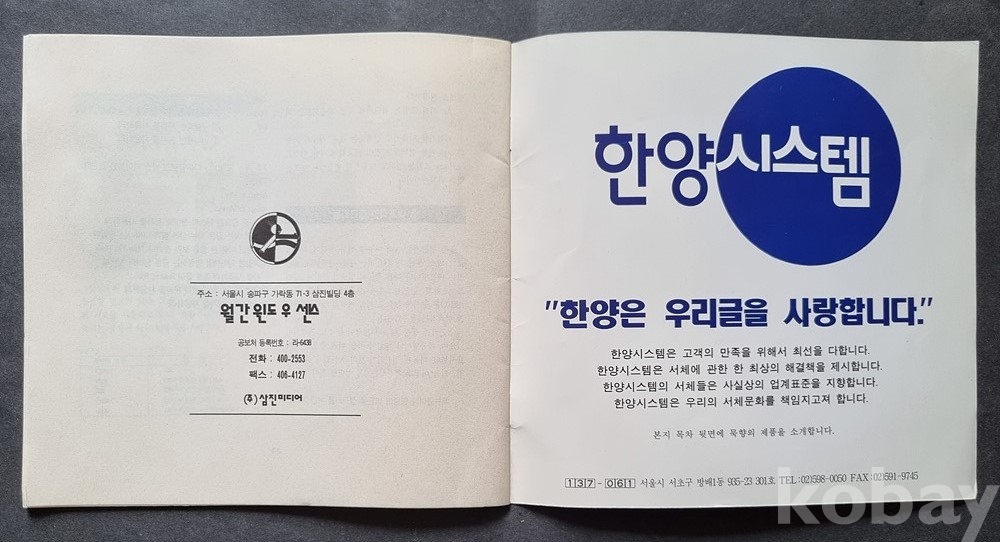 주소 : 서울시 송파구 가락동 71-3 삼진빌딩 4층
월간윈도우센스
공보처 등록번호 : 라-6438
전화 : 400-2553
팩스 : 406-4127
(주)삼진미디어
한양시스템
"한양은 우리글을 사랑합니다."
한양시스템은 고객의 만족을 위해서 최선을 다합니다.
한양시스템은 서체에 관한 한 최상의 해결책을 제시합니다.
한양시스템의 서체들은 사실상의 업계표준을 지향합니다.
한양시스템은 우리의 서체문화를 책임지고져 합니다.
본지 목차 뒷면에 묵향의 제품을 소개합니다.
137-061 서울시 서초구 방배1동 935-23 301호 TEL:02)598-0050 FAX:02)591-9745
kobay